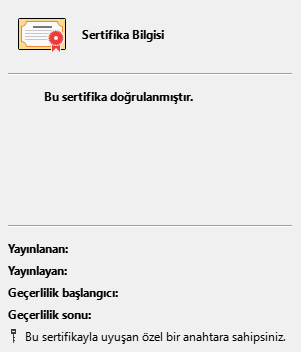 Sertifika Bilgisi
Bu sertifika doğrulanmıştır.
Yayınlanan:
Yayınlayan:
Geçerlilik başlangıcı:
Geçerlilik sonu:
Bu sertifikayla uyuşan özel bir anahtara sahipsiniz.